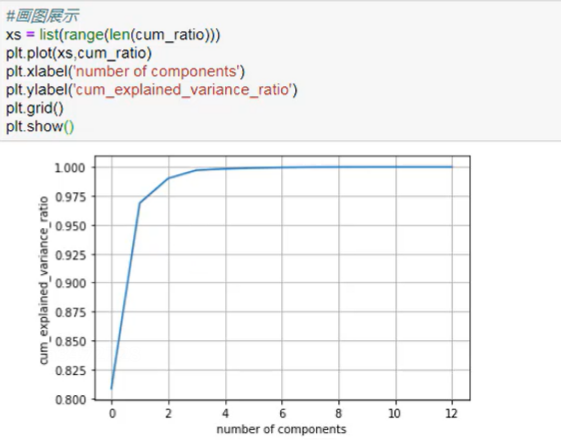 #画图展示
xs = list(range(len(cum_ratio)))
plt.plot(xs,cum_ratio)
plt.xlabel('number of components')
plt.ylabel('cum_explained_variance_ratio')
plt.grid()
plt.show()
cum_explained_variance_ratio
1.000
0.975
0.950
0.925
0.900
0.875
0.850
0.825
0.800
0 2 4 6 8 10 12
number of components